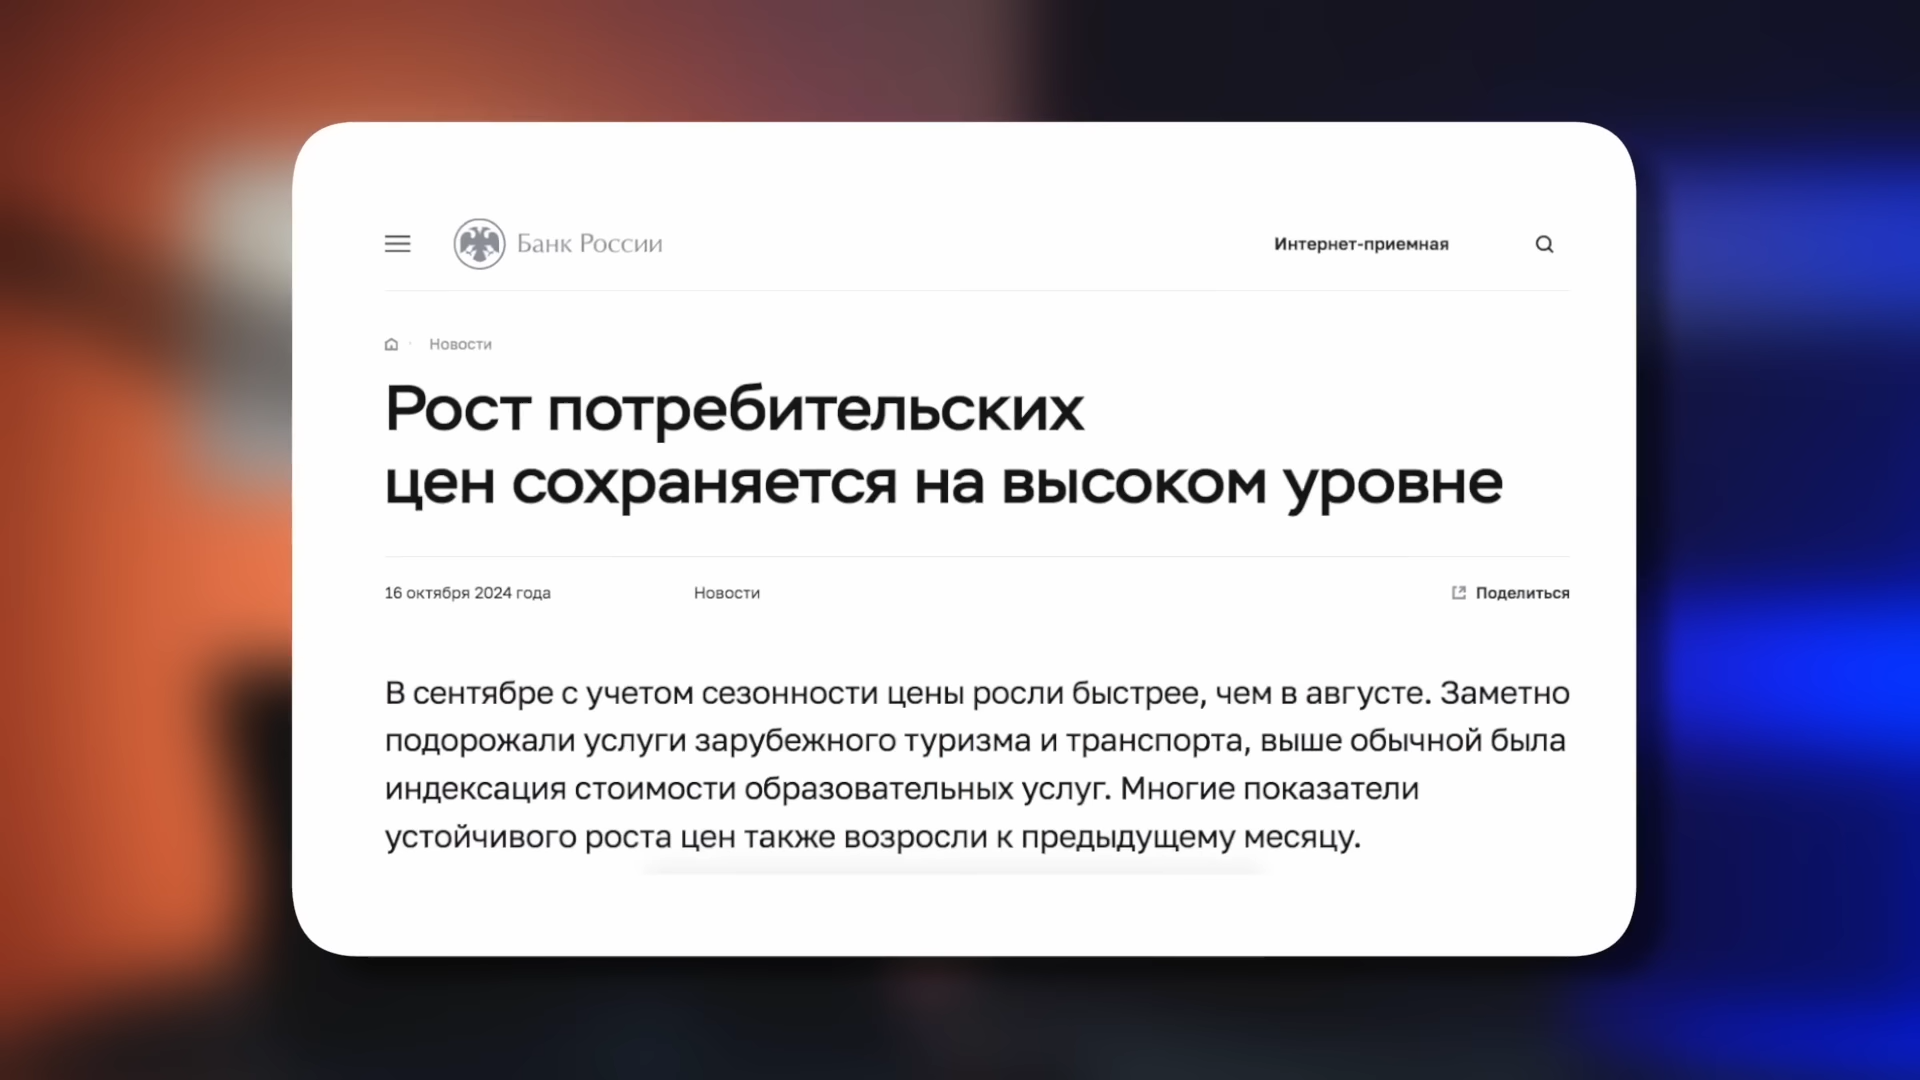 Банк России
Интернет-приемная
Новости
Рост потребительских
цен сохраняется на высоком уровне
16 октября 2024 года
Новости
Поделиться
В сентябре с учетом сезонности цены росли быстрее, чем в августе. Заметно
подорожали услуги зарубежного туризма и транспорта, выше обычной была
индексация стоимости образовательных услуг. Многие показатели
устойчивого роста цен также возросли к предыдущему месяцу.